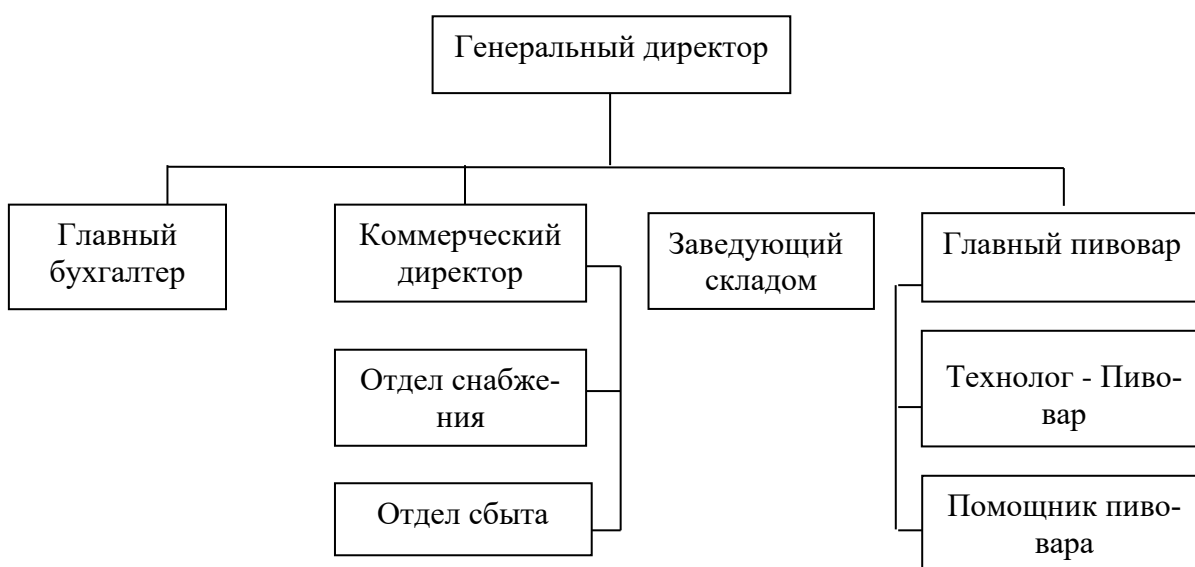 Генеральный директор
Главный
бухгалтер
Коммерческий
директор
Заведующий
складом
Главный пивовар
Отдел снабже-
ния
Технолог - Пиво-
вар
Отдел сбыта
Помощник пиво-
вара